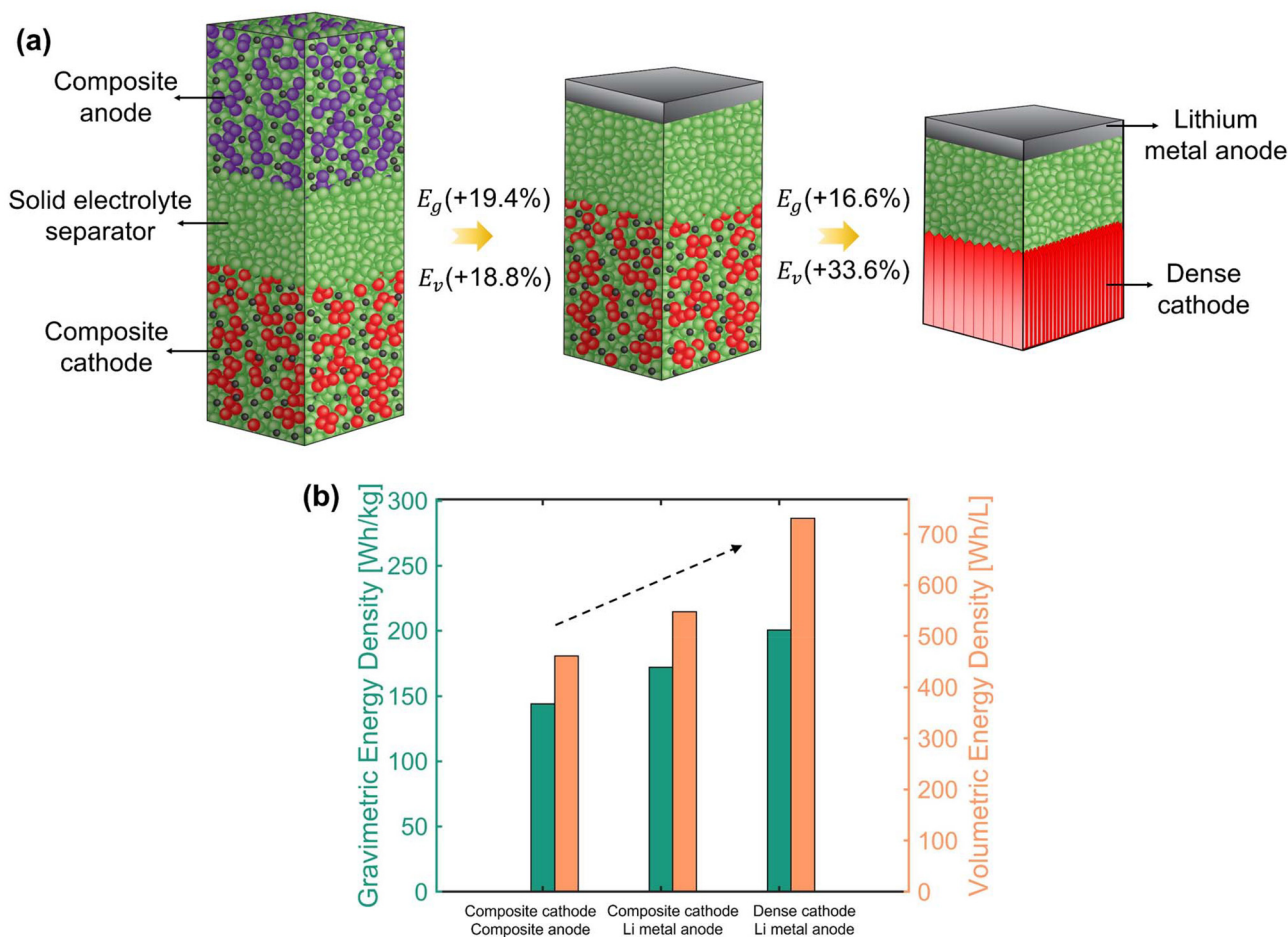 (a)
Composite
anode
Solid electrolyte
separator
Composite
cathode
E_g(+19.4%)
E_v(+18.8%)
E_g(+16.6%)
E_v(+33.6%)
Lithium
metal anode
Dense
cathode
(b)
Gravimetric Energy Density [Wh/kg]
300
250
200
150
100
50
0
Volumetric Energy Density [Wh/L]
700
600
500
400
300
200
100
0
Composite cathode
Composite anode
Composite cathode
Li metal anode
Dense cathode
Li metal anode